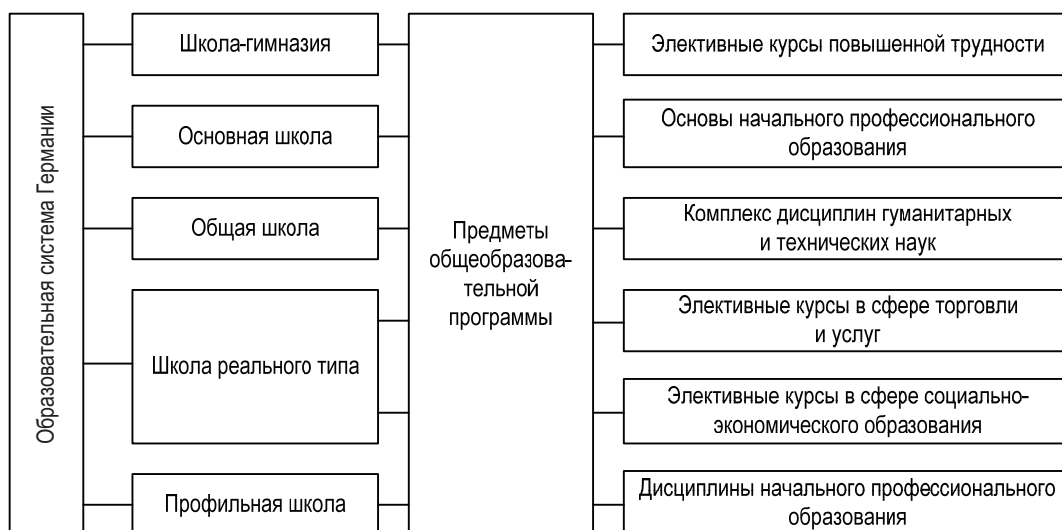 Образовательная система Германии
Школа-гимназия
Основная школа
Общая школа
Школа реального типа
Профильная школа
Предметы
общеобразова-
тельной
программы
Элективные курсы повышенной трудности
Основы начального профессионального
образования
Комплекс дисциплин гуманитарных
и технических наук
Элективные курсы в сфере торговли
и услуг
Элективные курсы в сфере социально-
экономического образования
Дисциплины начального профессионального
образования